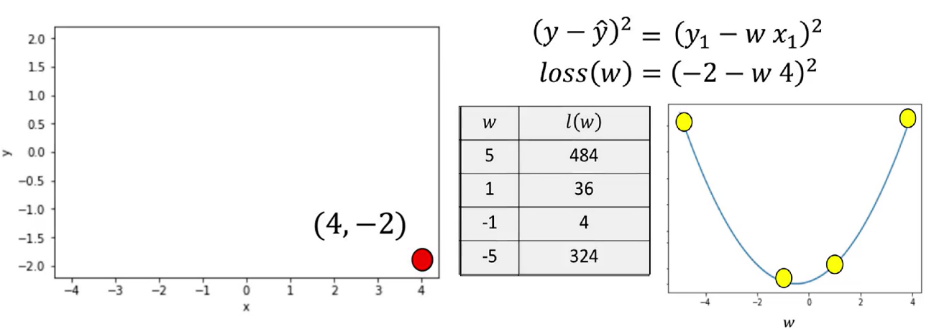 2.0
1.5
1.0
0.5
0.0
−0.5
−1.0
−1.5
−2.0
y
(4, −2)
−4 −3 −2 −1 0 1 2 3 4
x
(y − ŷ)² = (y₁ − w x₁)²
loss(w) = (−2 − w 4)²
w l(w)
5 484
1 36
-1 4
-5 324
−4 −2 0 2 4
w